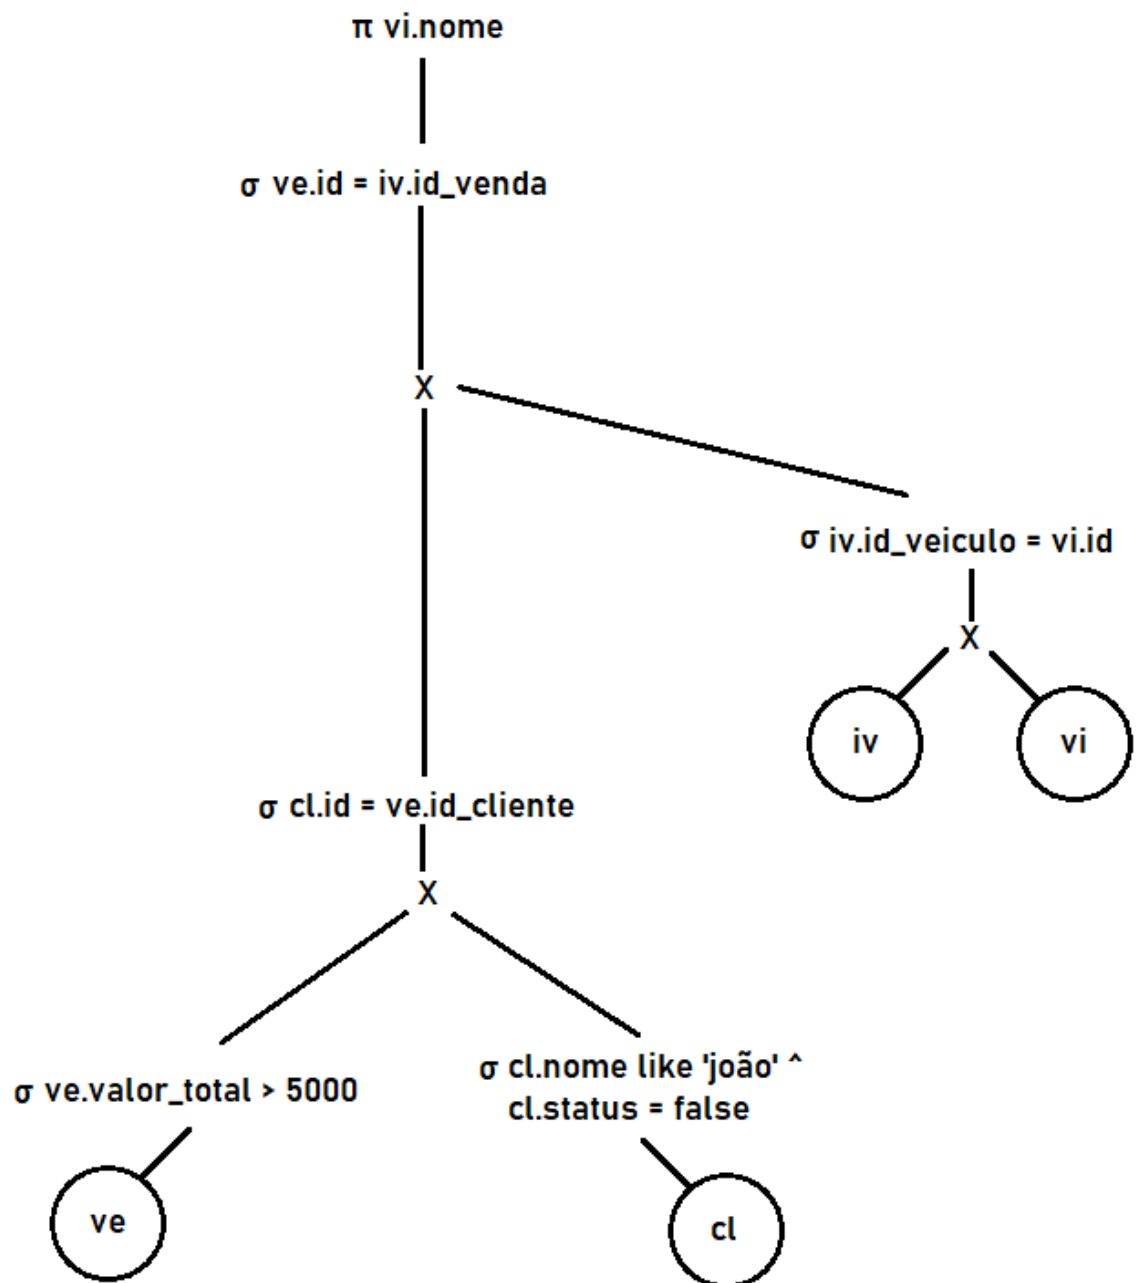 π vi.nome
σ ve.id = iv.id_venda
X
σ iv.id_veiculo = vi.id
X
iv
vi
σ cl.id = ve.id_cliente
X
σ ve.valor_total > 5000
σ cl.nome like 'joão' ^
cl.status = false
ve
cl